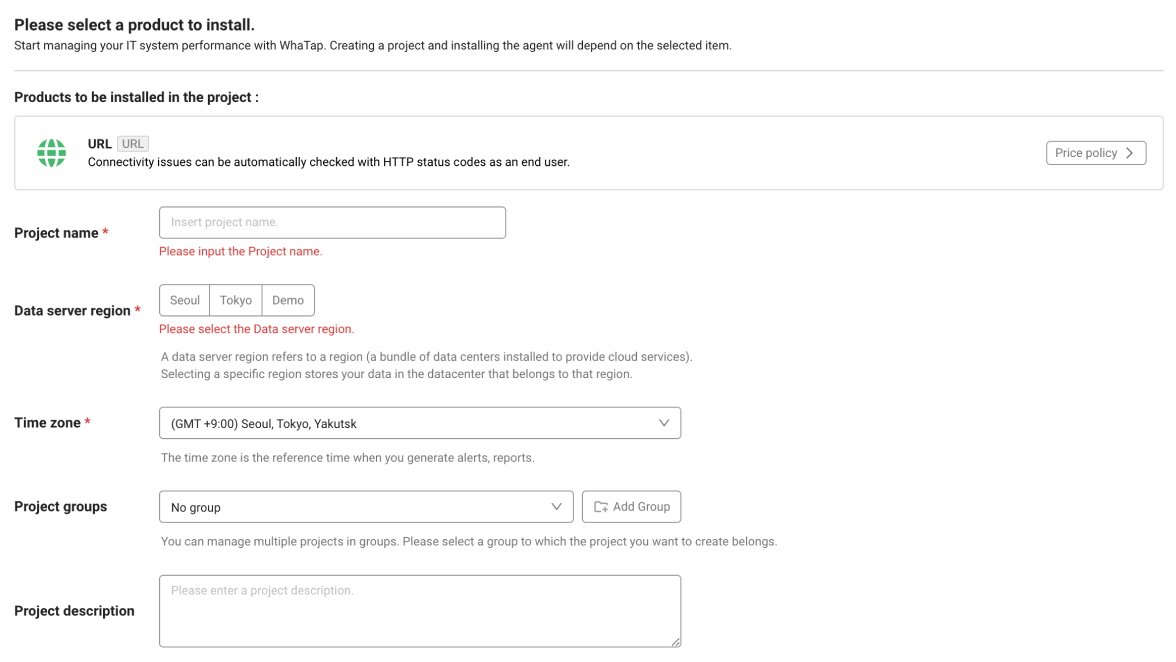 Please select a product to install.
Start managing your IT system performance with WhaTap. Creating a project and installing the agent will depend on the selected item.
Products to be installed in the project :
URL URL
Connectivity issues can be automatically checked with HTTP status codes as an end user.
Price policy
Project name *
Insert project name.
Please input the Project name.
Data server region *
Seoul Tokyo Demo
Please select the Data server region.
A data server region refers to a region (a bundle of data centers installed to provide cloud services).
Selecting a specific region stores your data in the datacenter that belongs to that region.
Time zone *
(GMT +9:00) Seoul, Tokyo, Yakutsk
The time zone is the reference time when you generate alerts, reports.
Project groups
No group
Add Group
You can manage multiple projects in groups. Please select a group to which the project you want to create belongs.
Project description
Please enter a project description.